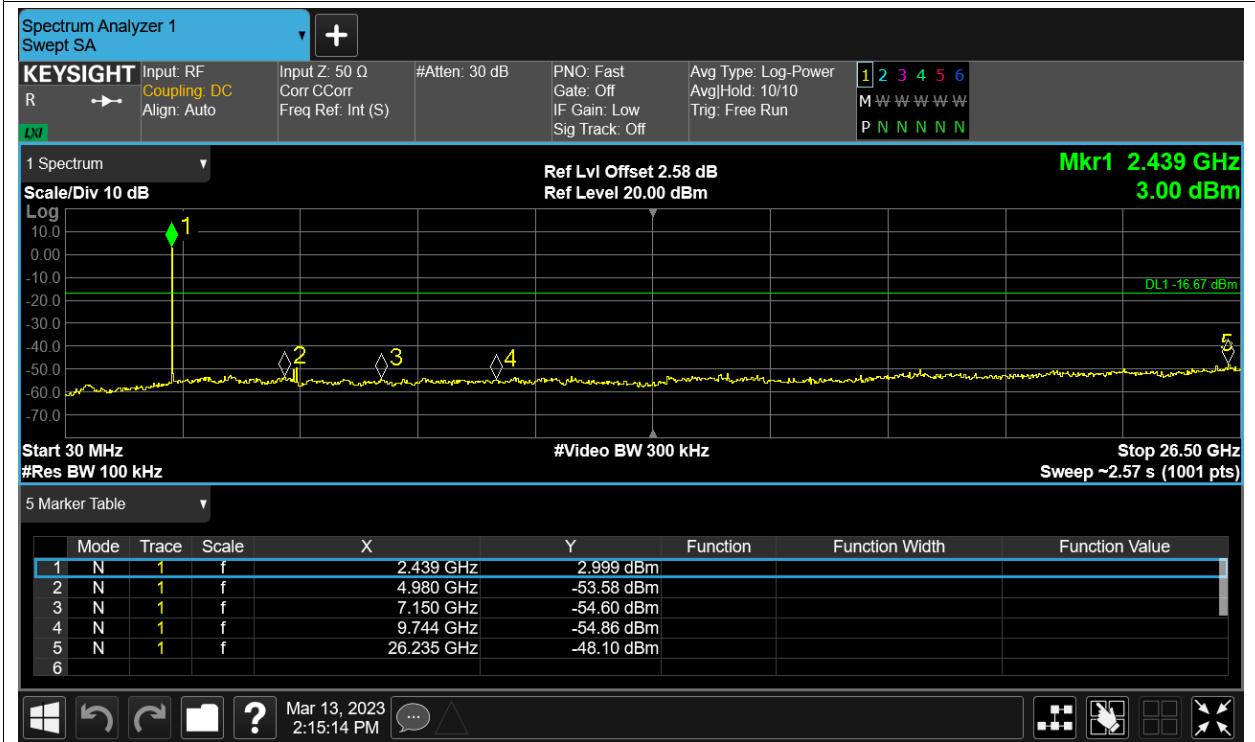 Spectrum Analyzer 1
Swept SA
+
KEYSIGHT
R
LXI
Input: RF
Coupling: DC
Align: Auto
Input Z: 50 Ω
Corr CCorr
Freq Ref: Int (S)
#Atten: 30 dB
PNO: Fast
Gate: Off
IF Gain: Low
Sig Track: Off
Avg Type: Log-Power
Avg|Hold: 10/10
Trig: Free Run
1 2 3 4 5 6
M W W W W W
P N N N N N
1 Spectrum
Scale/Div 10 dB
Ref Lvl Offset 2.58 dB
Ref Level 20.00 dBm
Mkr1 2.439 GHz
3.00 dBm
Log
10.0
0.00
-10.0
-20.0
-30.0
-40.0
-50.0
-60.0
-70.0
1
2
3
4
5
DL1 -16.67 dBm
Start 30 MHz
#Video BW 300 kHz
Stop 26.50 GHz
#Res BW 100 kHz
Sweep ~2.57 s (1001 pts)
5 Marker Table
Mode Trace Scale X Y Function Function Width Function Value
1 N 1 f 2.439 GHz 2.999 dBm
2 N 1 f 4.980 GHz -53.58 dBm
3 N 1 f 7.150 GHz -54.60 dBm
4 N 1 f 9.744 GHz -54.86 dBm
5 N 1 f 26.235 GHz -48.10 dBm
6
?
Mar 13, 2023
2:15:14 PM